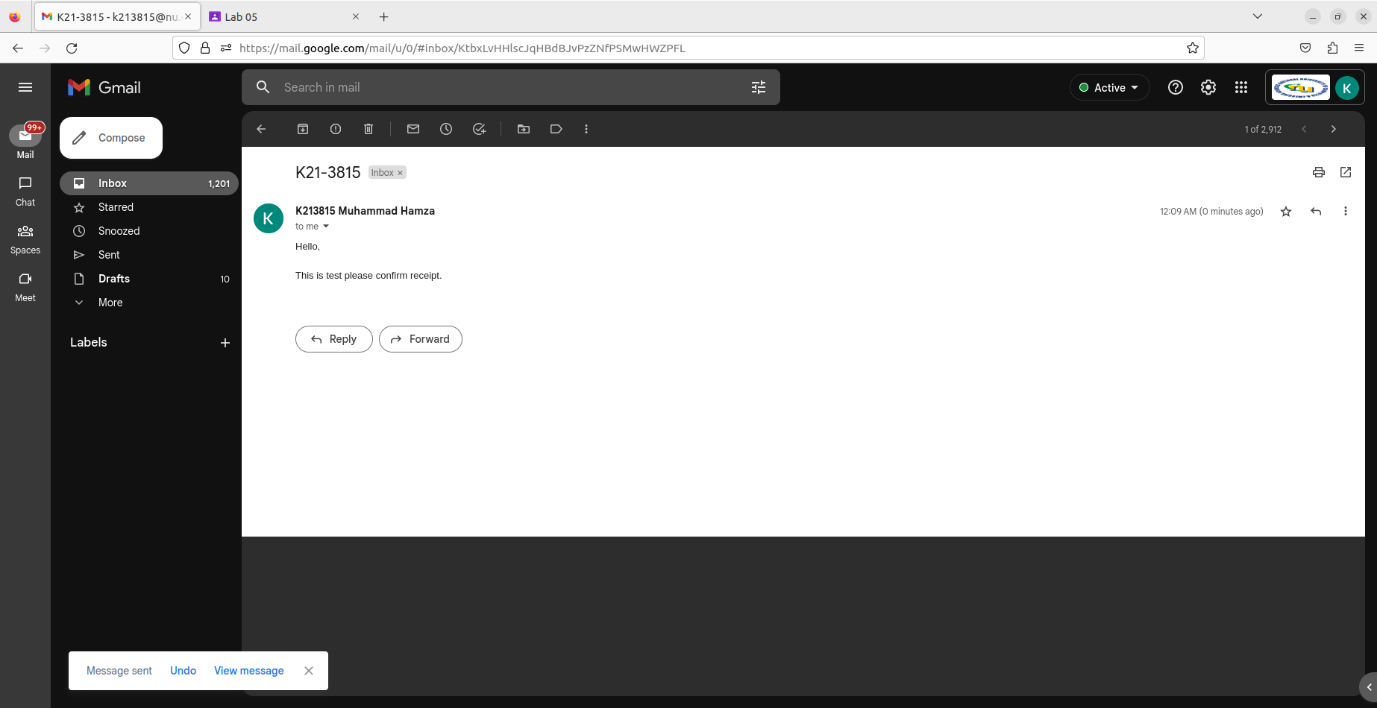 K21-3815 - k213815@nu
Lab 05
https://mail.google.com/mail/u/0/#inbox/KtbxLvHHlscJqHBdBJvPzZNfPSMwHWZPFL
Gmail
Search in mail
Active
K
99+
Mail
Compose
1 of 2,912
Chat
Spaces
Meet
Inbox 1,201
Starred
Snoozed
Sent
Drafts 10
More
Labels
K21-3815 Inbox
K
K213815 Muhammad Hamza
12:09 AM (0 minutes ago)
to me
Hello,
This is test please confirm receipt.
Reply Forward
Message sent Undo View message